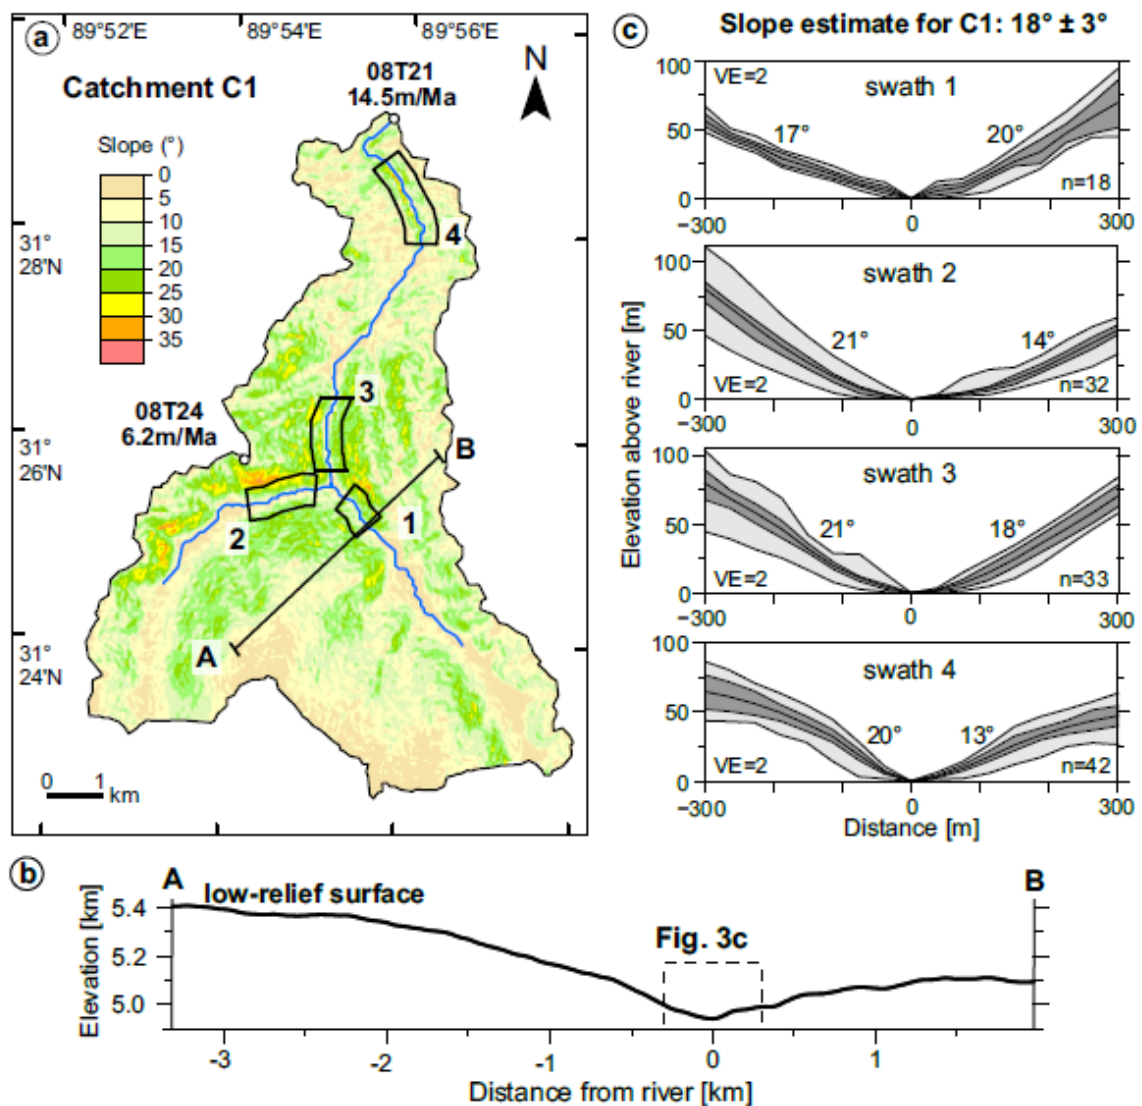 a
89°52'E
89°54'E
89°56'E
Catchment C1
08T21
14.5m/Ma
N
Slope (°)
0
5
10
15
20
25
30
35
31°
28'N
31°
26'N
31°
24'N
08T24
6.2m/Ma
4
3
B
1
2
A
0
1
km
c
Slope estimate for C1: 18° ± 3°
Elevation above river [m]
100
50
0
VE=2
swath 1
17°
20°
n=18
−300
0
300
100
50
0
swath 2
21°
14°
VE=2
n=32
−300
0
300
100
50
0
swath 3
21°
18°
VE=2
n=33
−300
0
300
100
50
0
swath 4
20°
13°
VE=2
n=42
−300
0
300
Distance [m]
b
A
low-relief surface
B
Fig. 3c
Elevation [km]
5.4
5.2
5.0
-3
-2
-1
0
1
Distance from river [km]